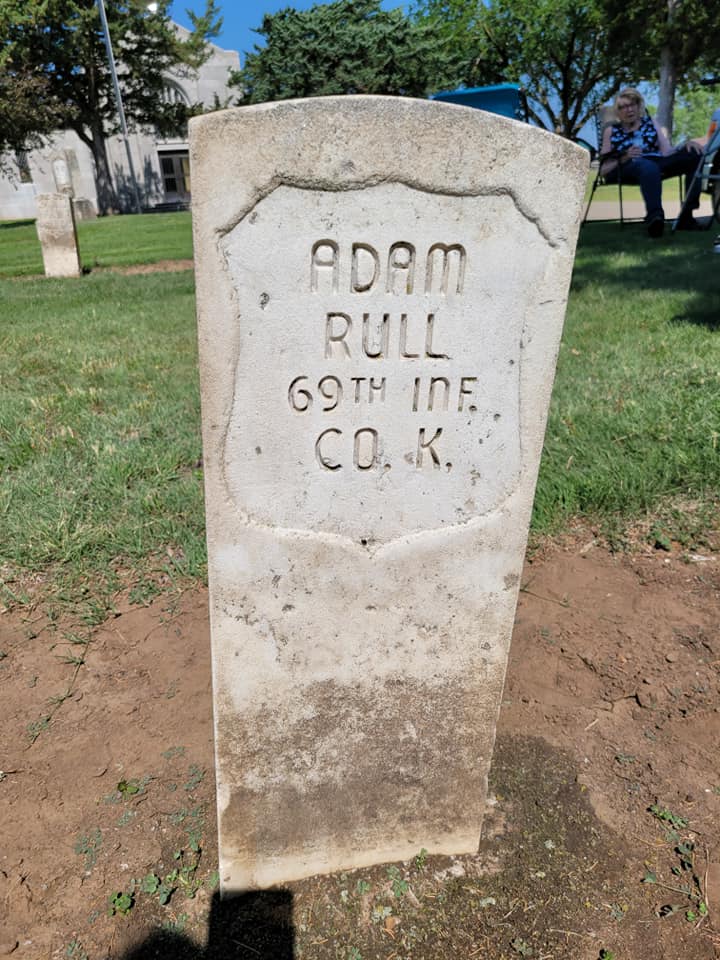 ADAM
RULL
69TH INF.
CO. K.